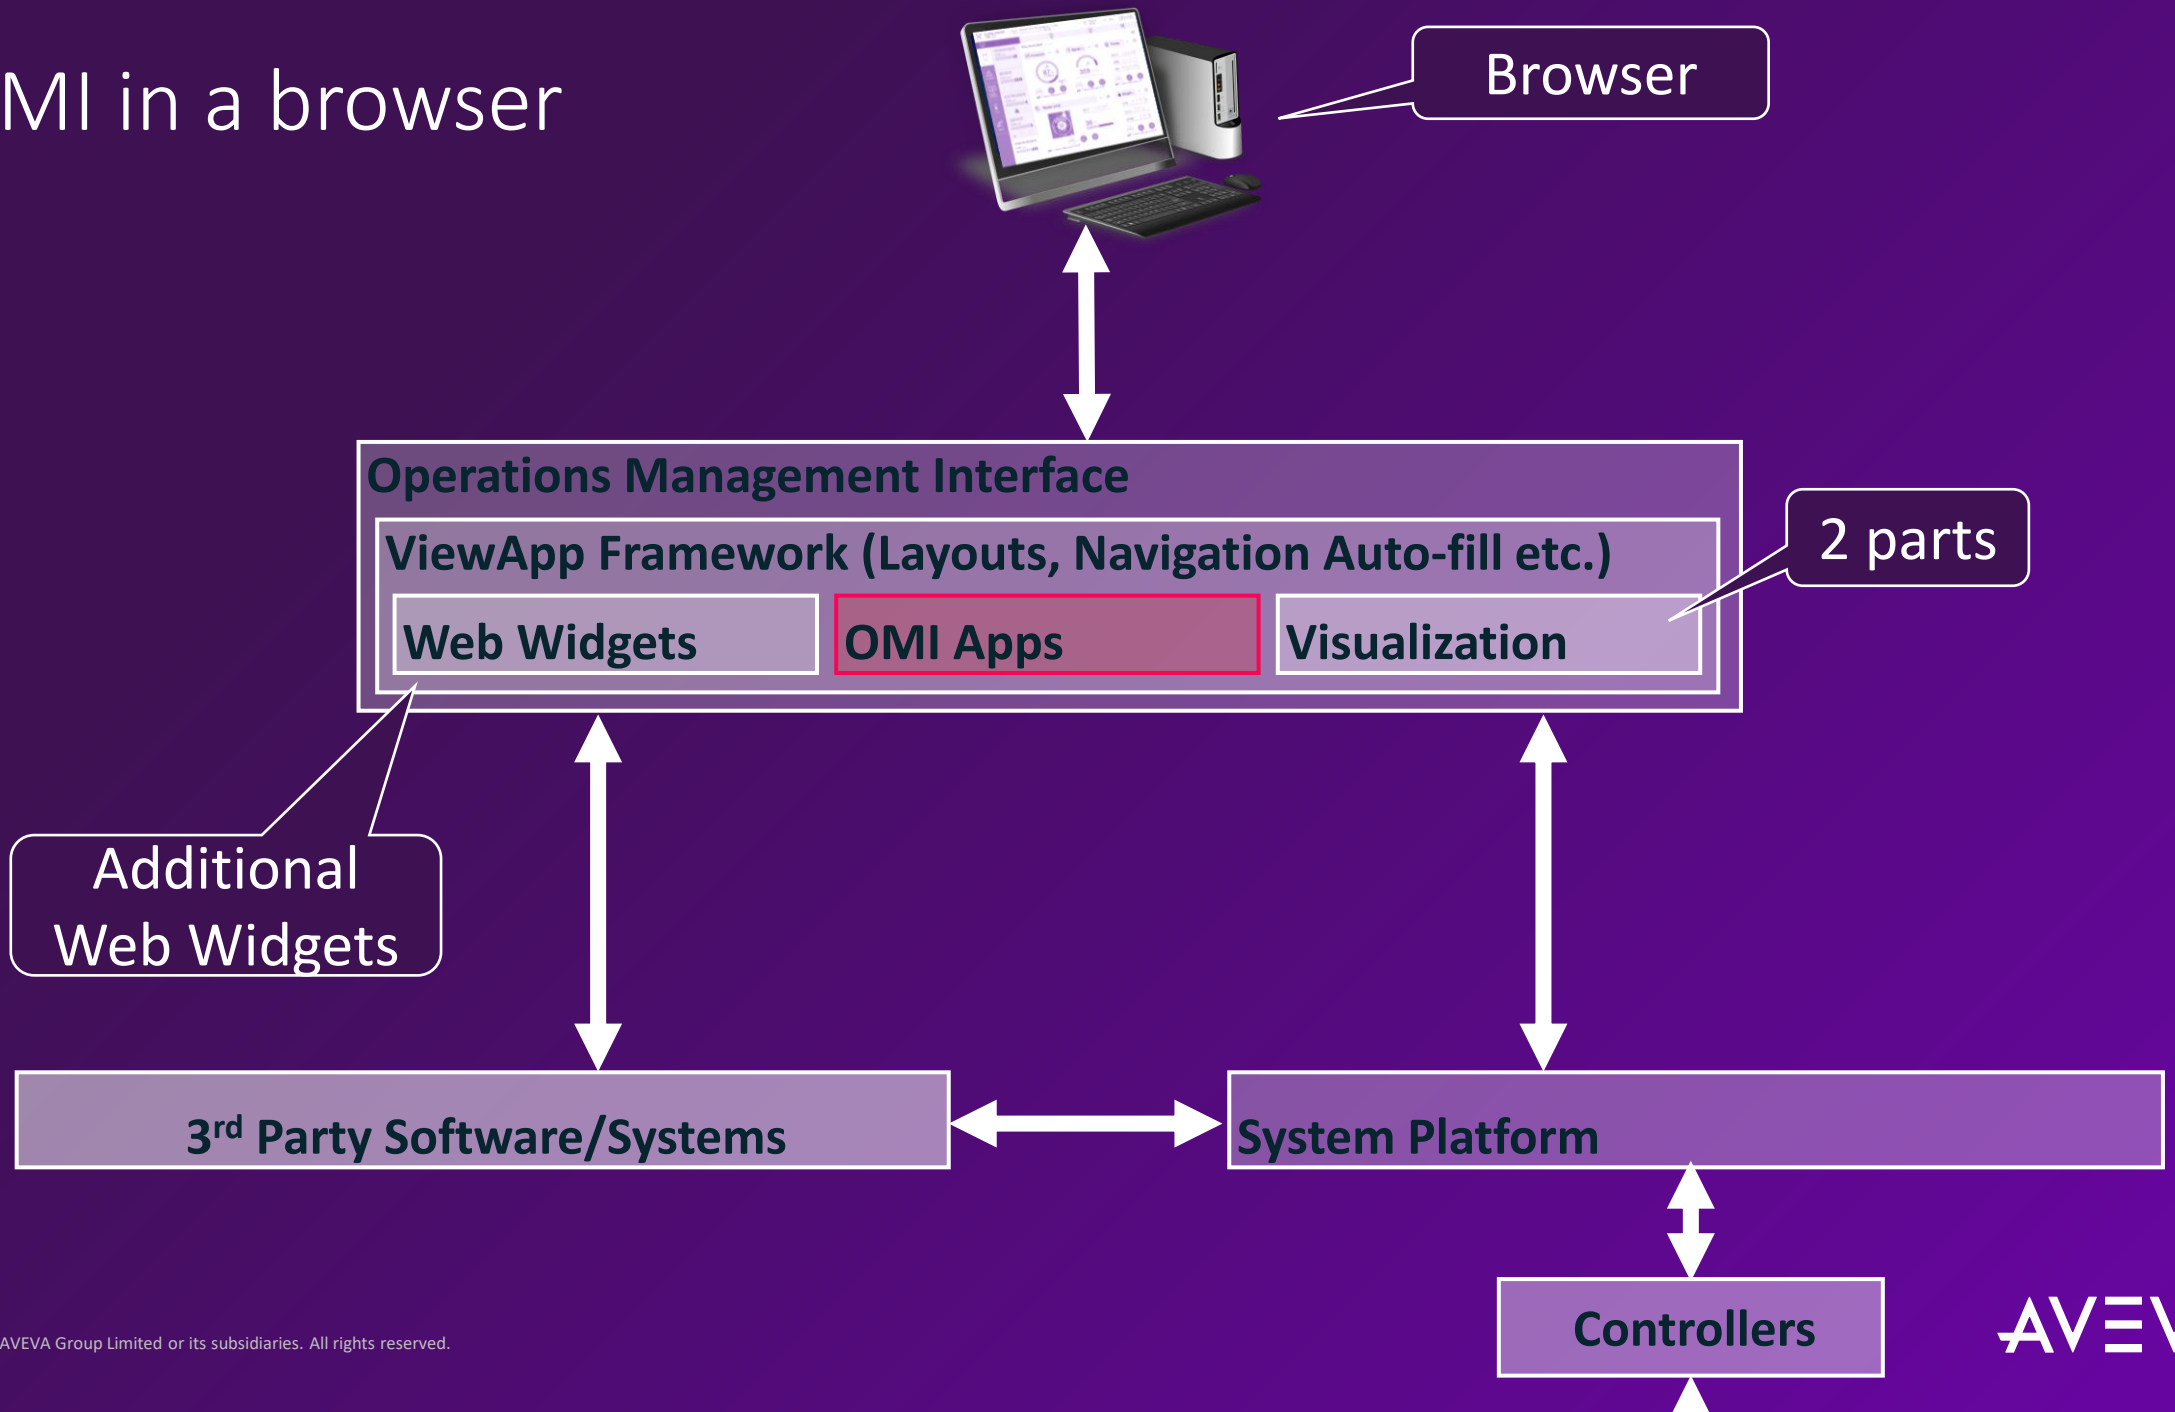 MI in a browser
Browser
Operations Management Interface
ViewApp Framework (Layouts, Navigation Auto-fill etc.)
2 parts
Web Widgets
OMI Apps
Visualization
Additional
Web Widgets
3rd Party Software/Systems
System Platform
Controllers
AVEVA Group Limited or its subsidiaries. All rights reserved.
AVEV